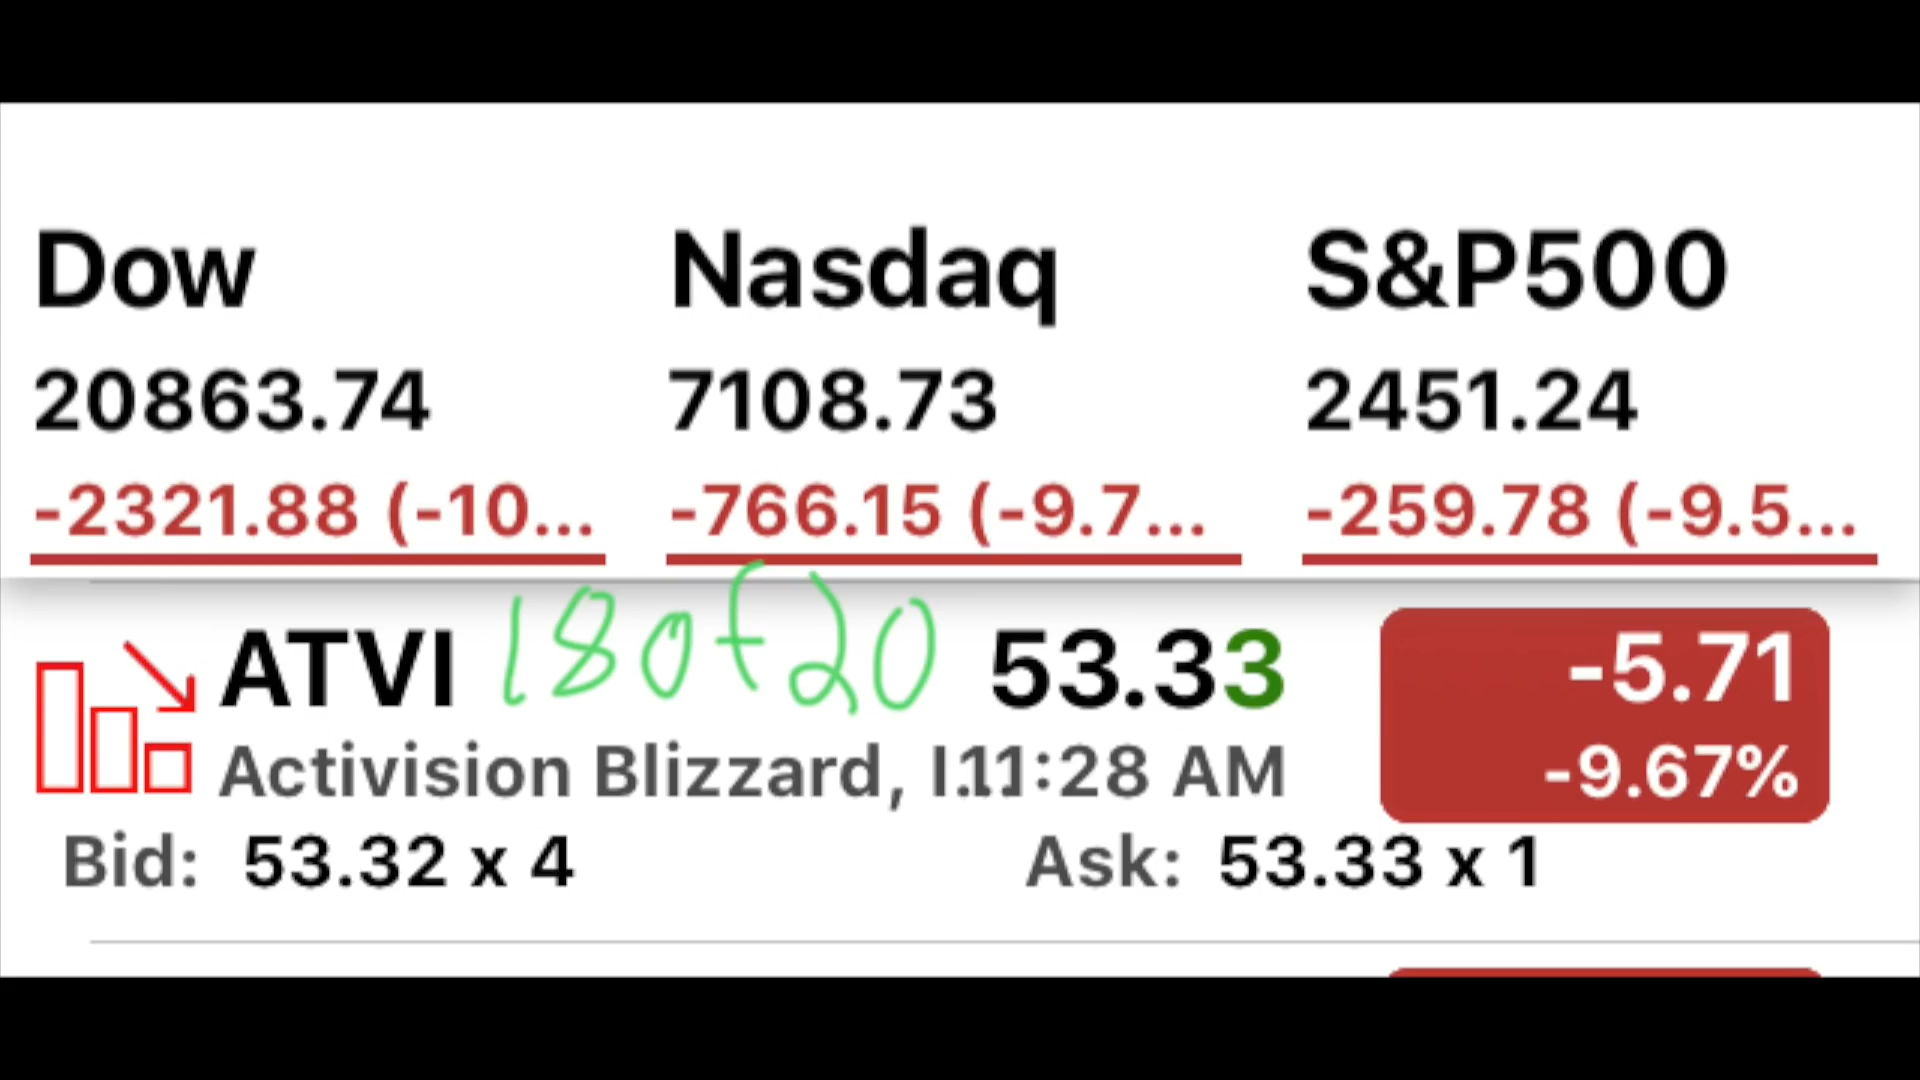 Dow Nasdaq S&P500
20863.74 7108.73 2451.24
-2321.88 (-10... -766.15 (-9.7... -259.78 (-9.5...
ATVI 18 of 20 53.33 -5.71
Activision Blizzard, I... 11:28 AM -9.67%
Bid: 53.32 x 4 Ask: 53.33 x 1